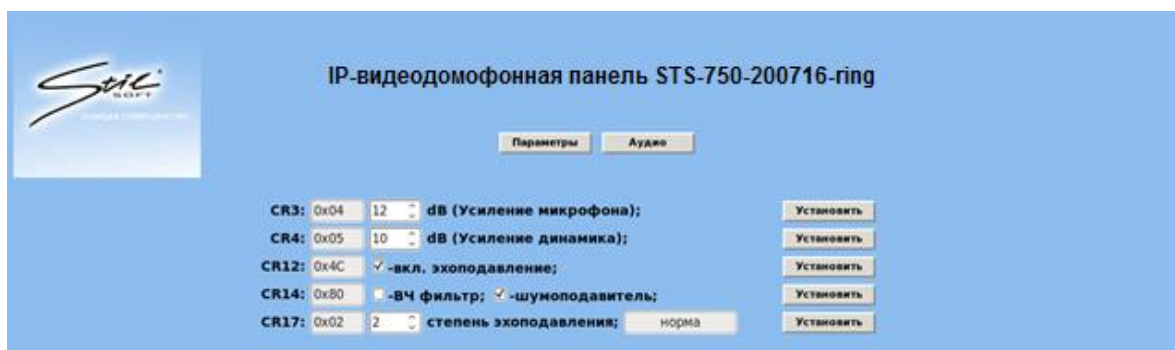 Stil
SOFT
IP-видеодомофонная панель STS-750-200716-ring
Параметры Аудио
CR3: 0x04 12 dB (Усиление микрофона); Установить
CR4: 0x05 10 dB (Усиление динамика); Установить
CR12: 0x4C -вкл. эхоподавление; Установить
CR14: 0x80 -ВЧ фильтр; -шумоподавитель; Установить
CR17: 0x02 2 степень эхоподавления; норма Установить